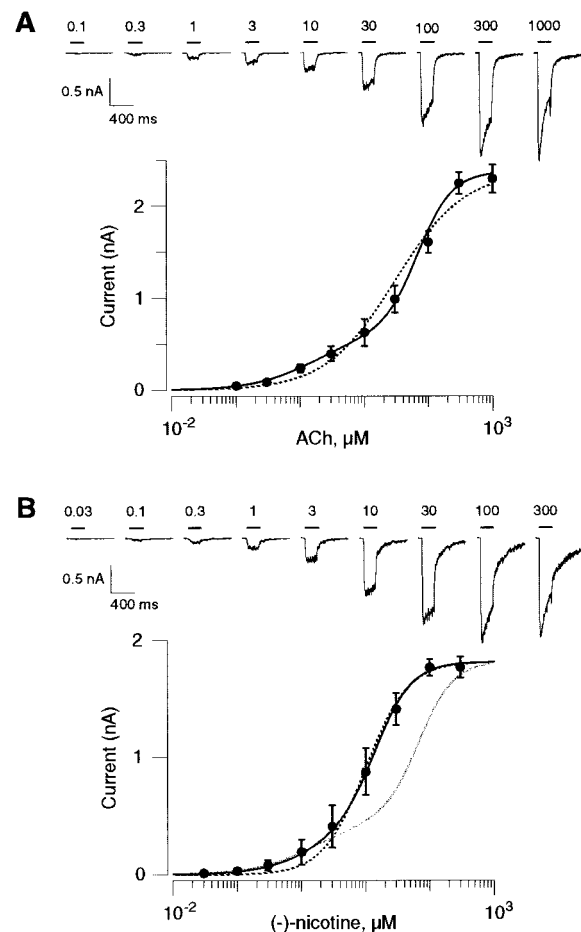 A
0.1 0.3 1 3 10 30 100 300 1000
0.5 nA
400 ms
2
1
0
Current (nA)
10-2
103
ACh, μM
B
0.03 0.1 0.3 1 3 10 30 100 300
0.5 nA
400 ms
2
1
0
Current (nA)
10-2
103
(-)-nicotine, μM